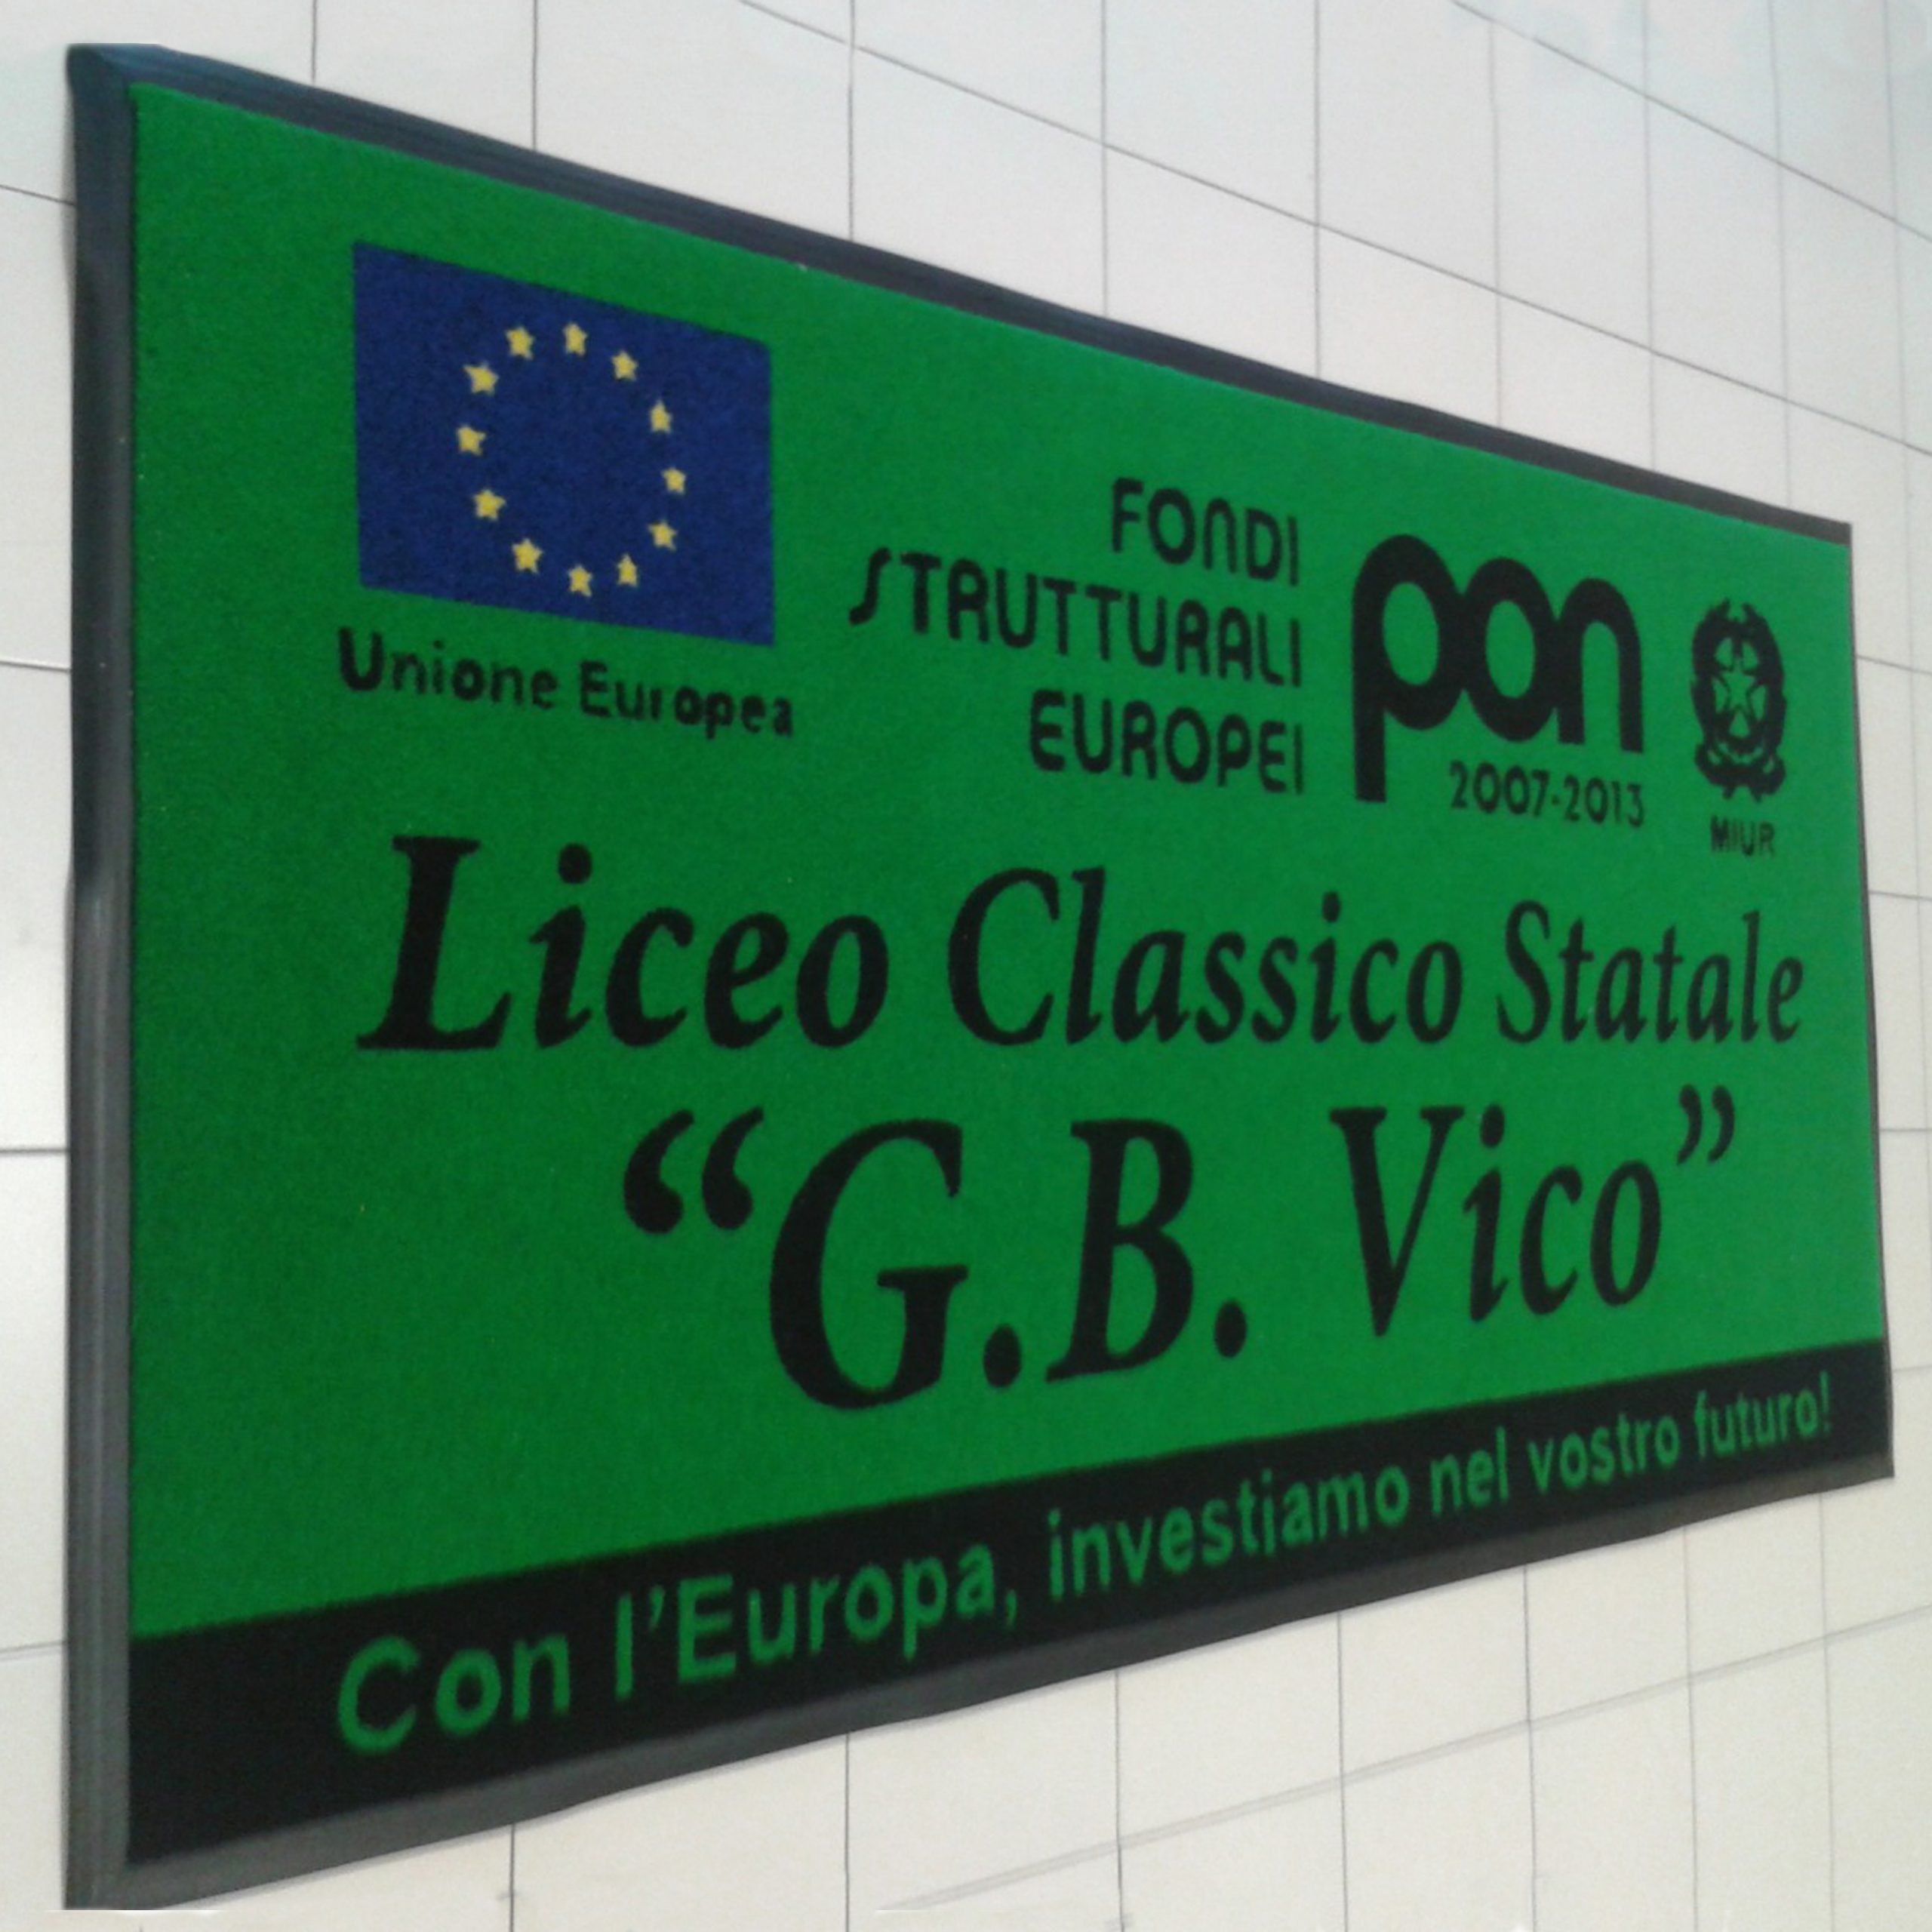 Unione Europea
FONDI
STRUTTURALI
EUROPEI
pon
2007-2013
MIUR
Liceo Classico Statale
“G.B. Vico”
Con l’Europa, investiamo nel vostro futuro!